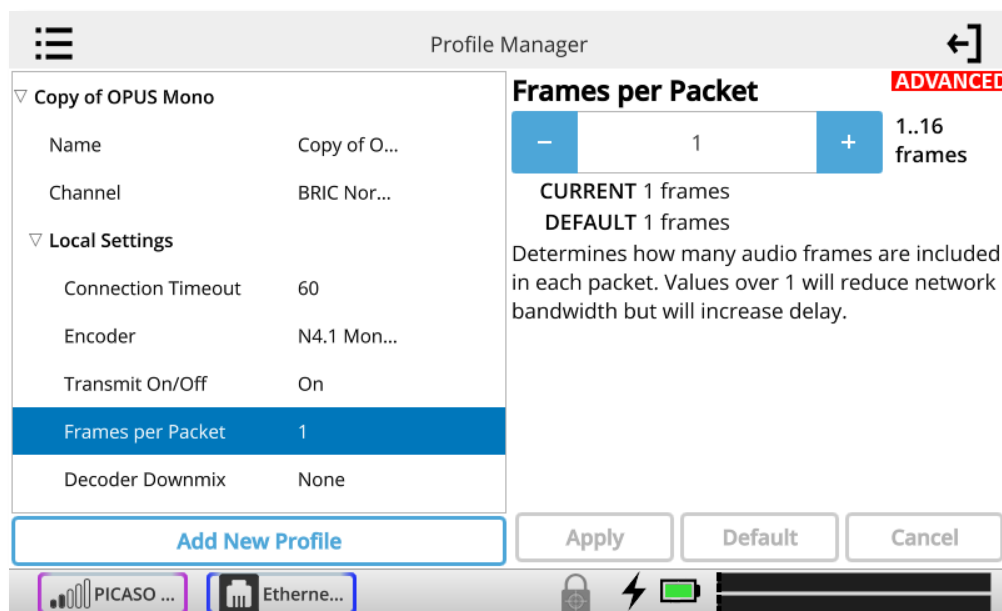 Profile Manager
Copy of OPUS Mono
Name Copy of O...
Channel BRIC Nor...
Local Settings
Connection Timeout 60
Encoder N4.1 Mon...
Transmit On/Off On
Frames per Packet 1
Decoder Downmix None
Add New Profile
Frames per Packet
ADVANCED
− 1 +
1..16
frames
CURRENT 1 frames
DEFAULT 1 frames
Determines how many audio frames are included
in each packet. Values over 1 will reduce network
bandwidth but will increase delay.
Apply Default Cancel
PICASO ... Etherne...